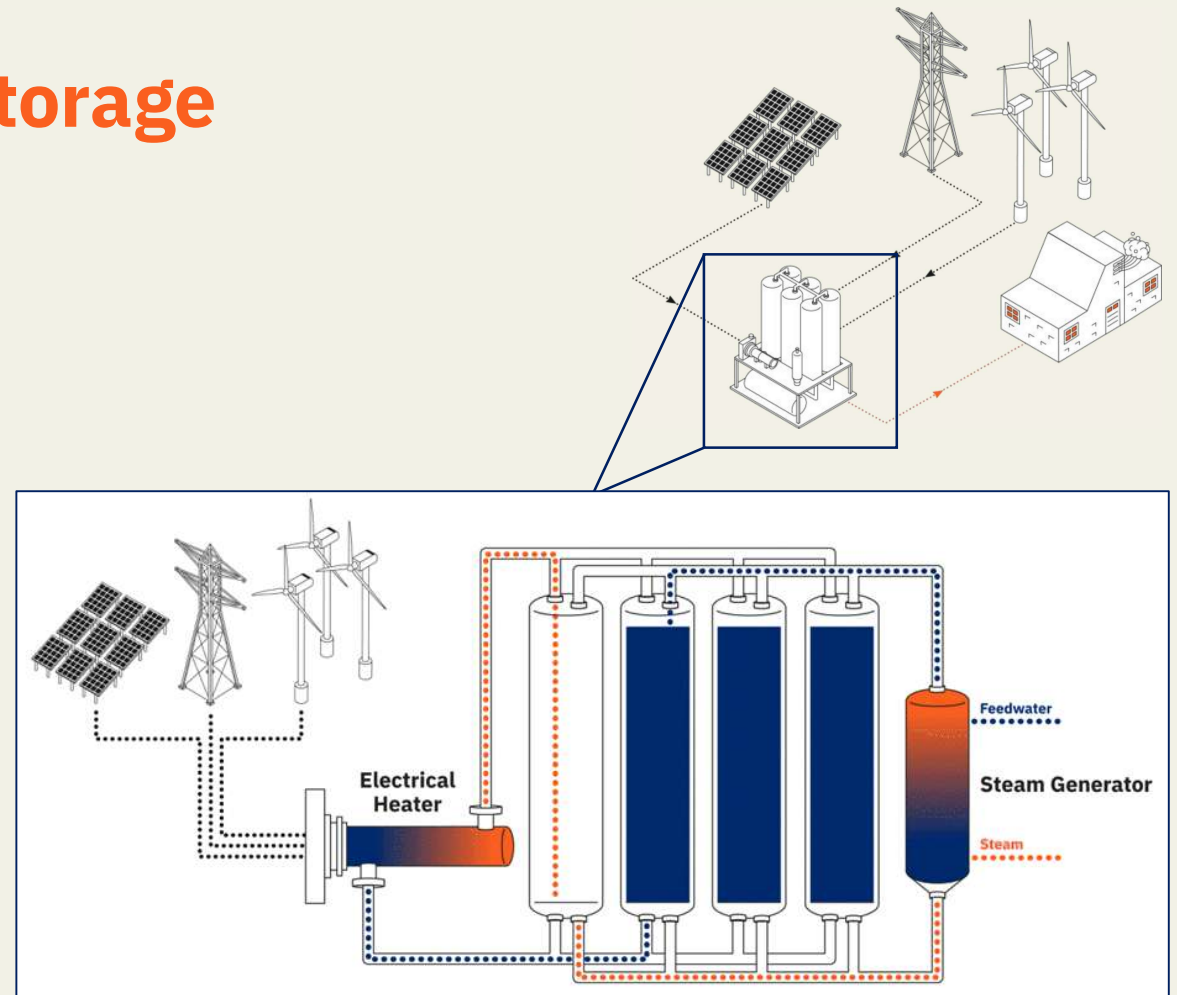 torage
Electrical
Heater
Feedwater
Steam Generator
Steam